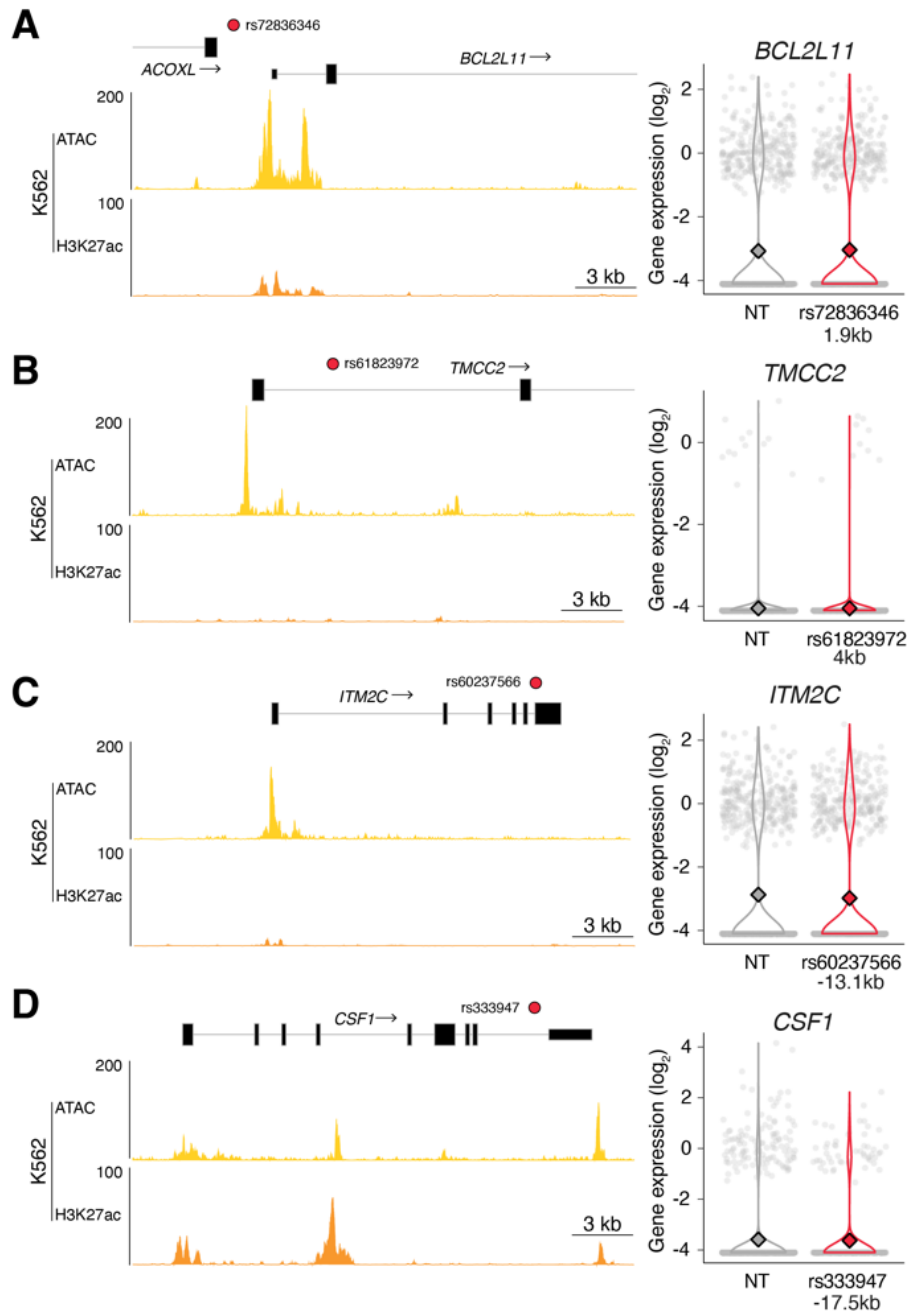 A
rs72836346
ACOXL →
BCL2L11 →
200
ATAC
K562
100
H3K27ac
3 kb
BCL2L11
Gene expression (log2)
2
0
-2
-4
NT
rs72836346
1.9kb
B
rs61823972
TMCC2 →
200
ATAC
K562
100
H3K27ac
3 kb
TMCC2
Gene expression (log2)
0
-2
-4
NT
rs61823972
4kb
C
rs60237566
ITM2C →
200
ATAC
K562
100
H3K27ac
3 kb
ITM2C
Gene expression (log2)
2
0
-2
-4
NT
rs60237566
-13.1kb
D
rs333947
CSF1→
200
ATAC
K562
100
H3K27ac
3 kb
CSF1
Gene expression (log2)
4
2
0
-2
-4
NT
rs333947
-17.5kb